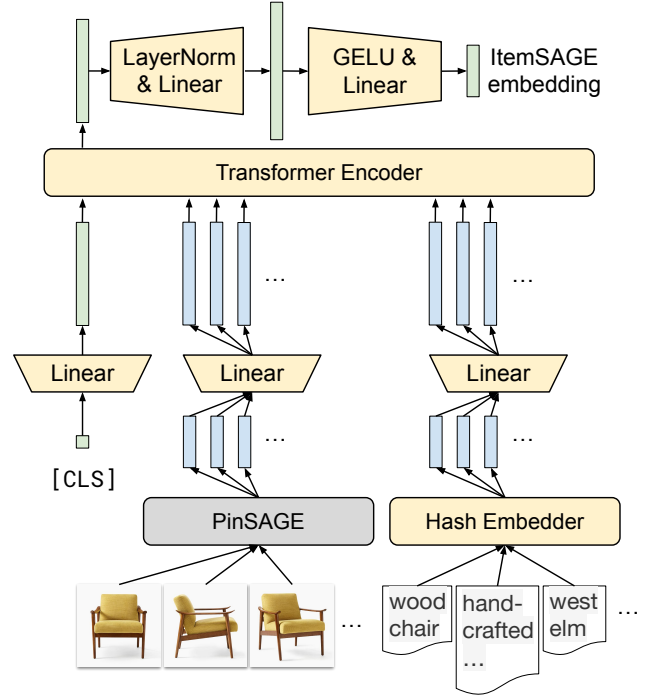 LayerNorm
& Linear
GELU &
Linear
ItemSAGE
embedding
Transformer Encoder
...
...
Linear
Linear
Linear
...
...
[CLS]
PinSAGE
Hash Embedder
...
wood
chair
hand-
crafted
...
west
elm
...